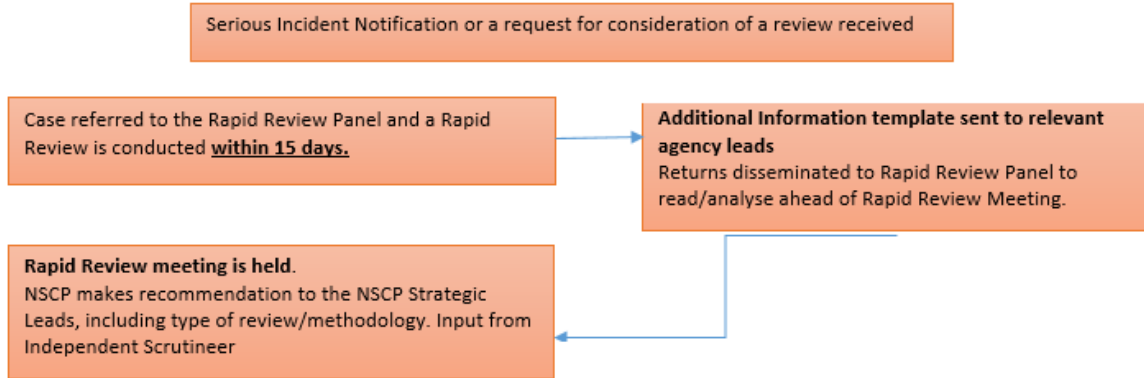 Serious Incident Notification or a request for consideration of a review received
Case referred to the Rapid Review Panel and a Rapid
Review is conducted within 15 days.
Additional Information template sent to relevant
agency leads
Returns disseminated to Rapid Review Panel to
read/analyse ahead of Rapid Review Meeting.
Rapid Review meeting is held.
NSCP makes recommendation to the NSCP Strategic
Leads, including type of review/methodology. Input from
Independent Scrutineer